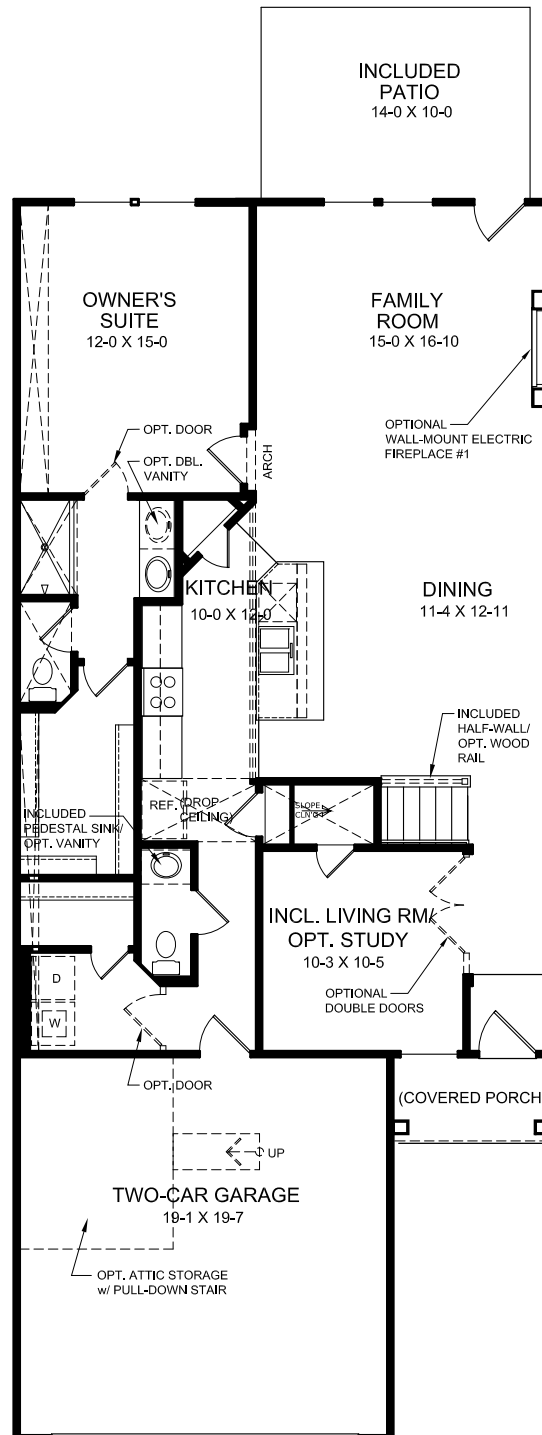 INCLUDED
PATIO
14-0 X 10-0
OWNER'S
SUITE
12-0 X 15-0
FAMILY
ROOM
15-0 X 16-10
OPT. DOOR
OPT. DBL.
VANITY
ARCH
OPTIONAL
WALL-MOUNT ELECTRIC
FIREPLACE #1
KITCHEN
10-0 X 12-0
DINING
11-4 X 12-11
INCLUDED
HALF-WALL/
OPT. WOOD
RAIL
REF. (DROP
CEILING)
SLOPE
CLN'G
INCLUDED
PEDESTAL SINK/
OPT. VANITY
INCL. LIVING RM/
OPT. STUDY
10-3 X 10-5
OPTIONAL
DOUBLE DOORS
D
W
OPT. DOOR
(COVERED PORCH
UP
TWO-CAR GARAGE
19-1 X 19-7
OPT. ATTIC STORAGE
w/ PULL-DOWN STAIR